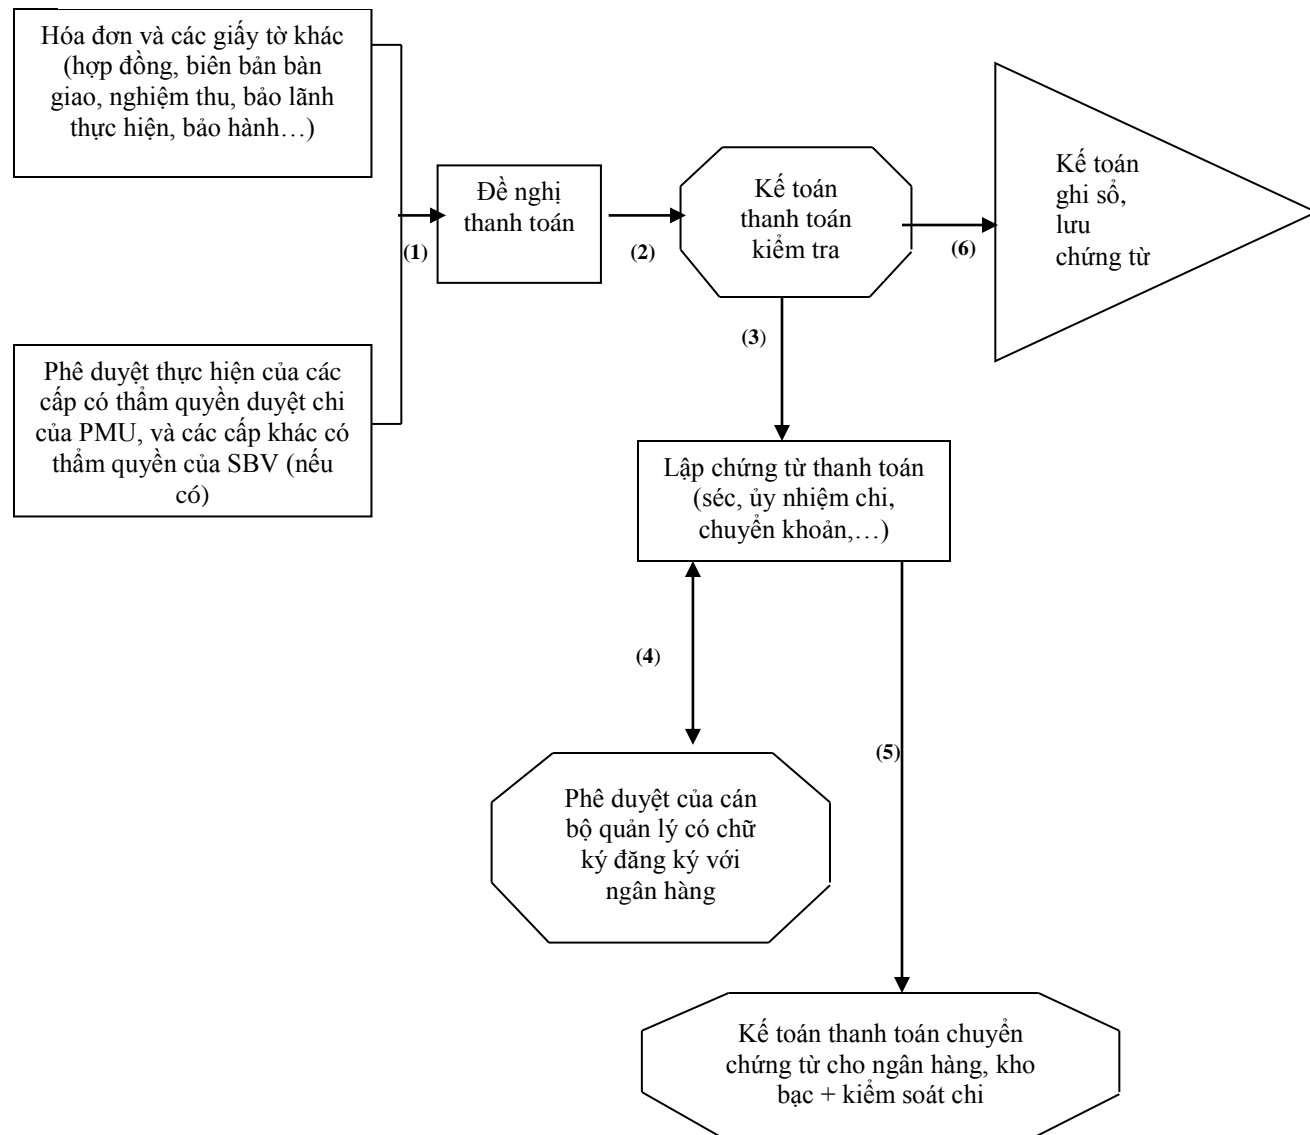 Hóa đơn và các giấy tờ khác
(hợp đồng, biên bản bàn
giao, nghiệm thu, bảo lãnh
thực hiện, bảo hành…)
Phê duyệt thực hiện của các
cấp có thẩm quyền duyệt chi
của PMU, và các cấp khác có
thẩm quyền của SBV (nếu
có)
(1)
Đề nghị
thanh toán
(2)
Kế toán
thanh toán
kiểm tra
(6)
Kế toán
ghi sổ,
lưu
chứng từ
(3)
Lập chứng từ thanh toán
(séc, ủy nhiệm chi,
chuyển khoản,…)
(4)
(5)
Phê duyệt của cán
bộ quản lý có chữ
ký đăng ký với
ngân hàng
Kế toán thanh toán chuyển
chứng từ cho ngân hàng, kho
bạc + kiểm soát chi